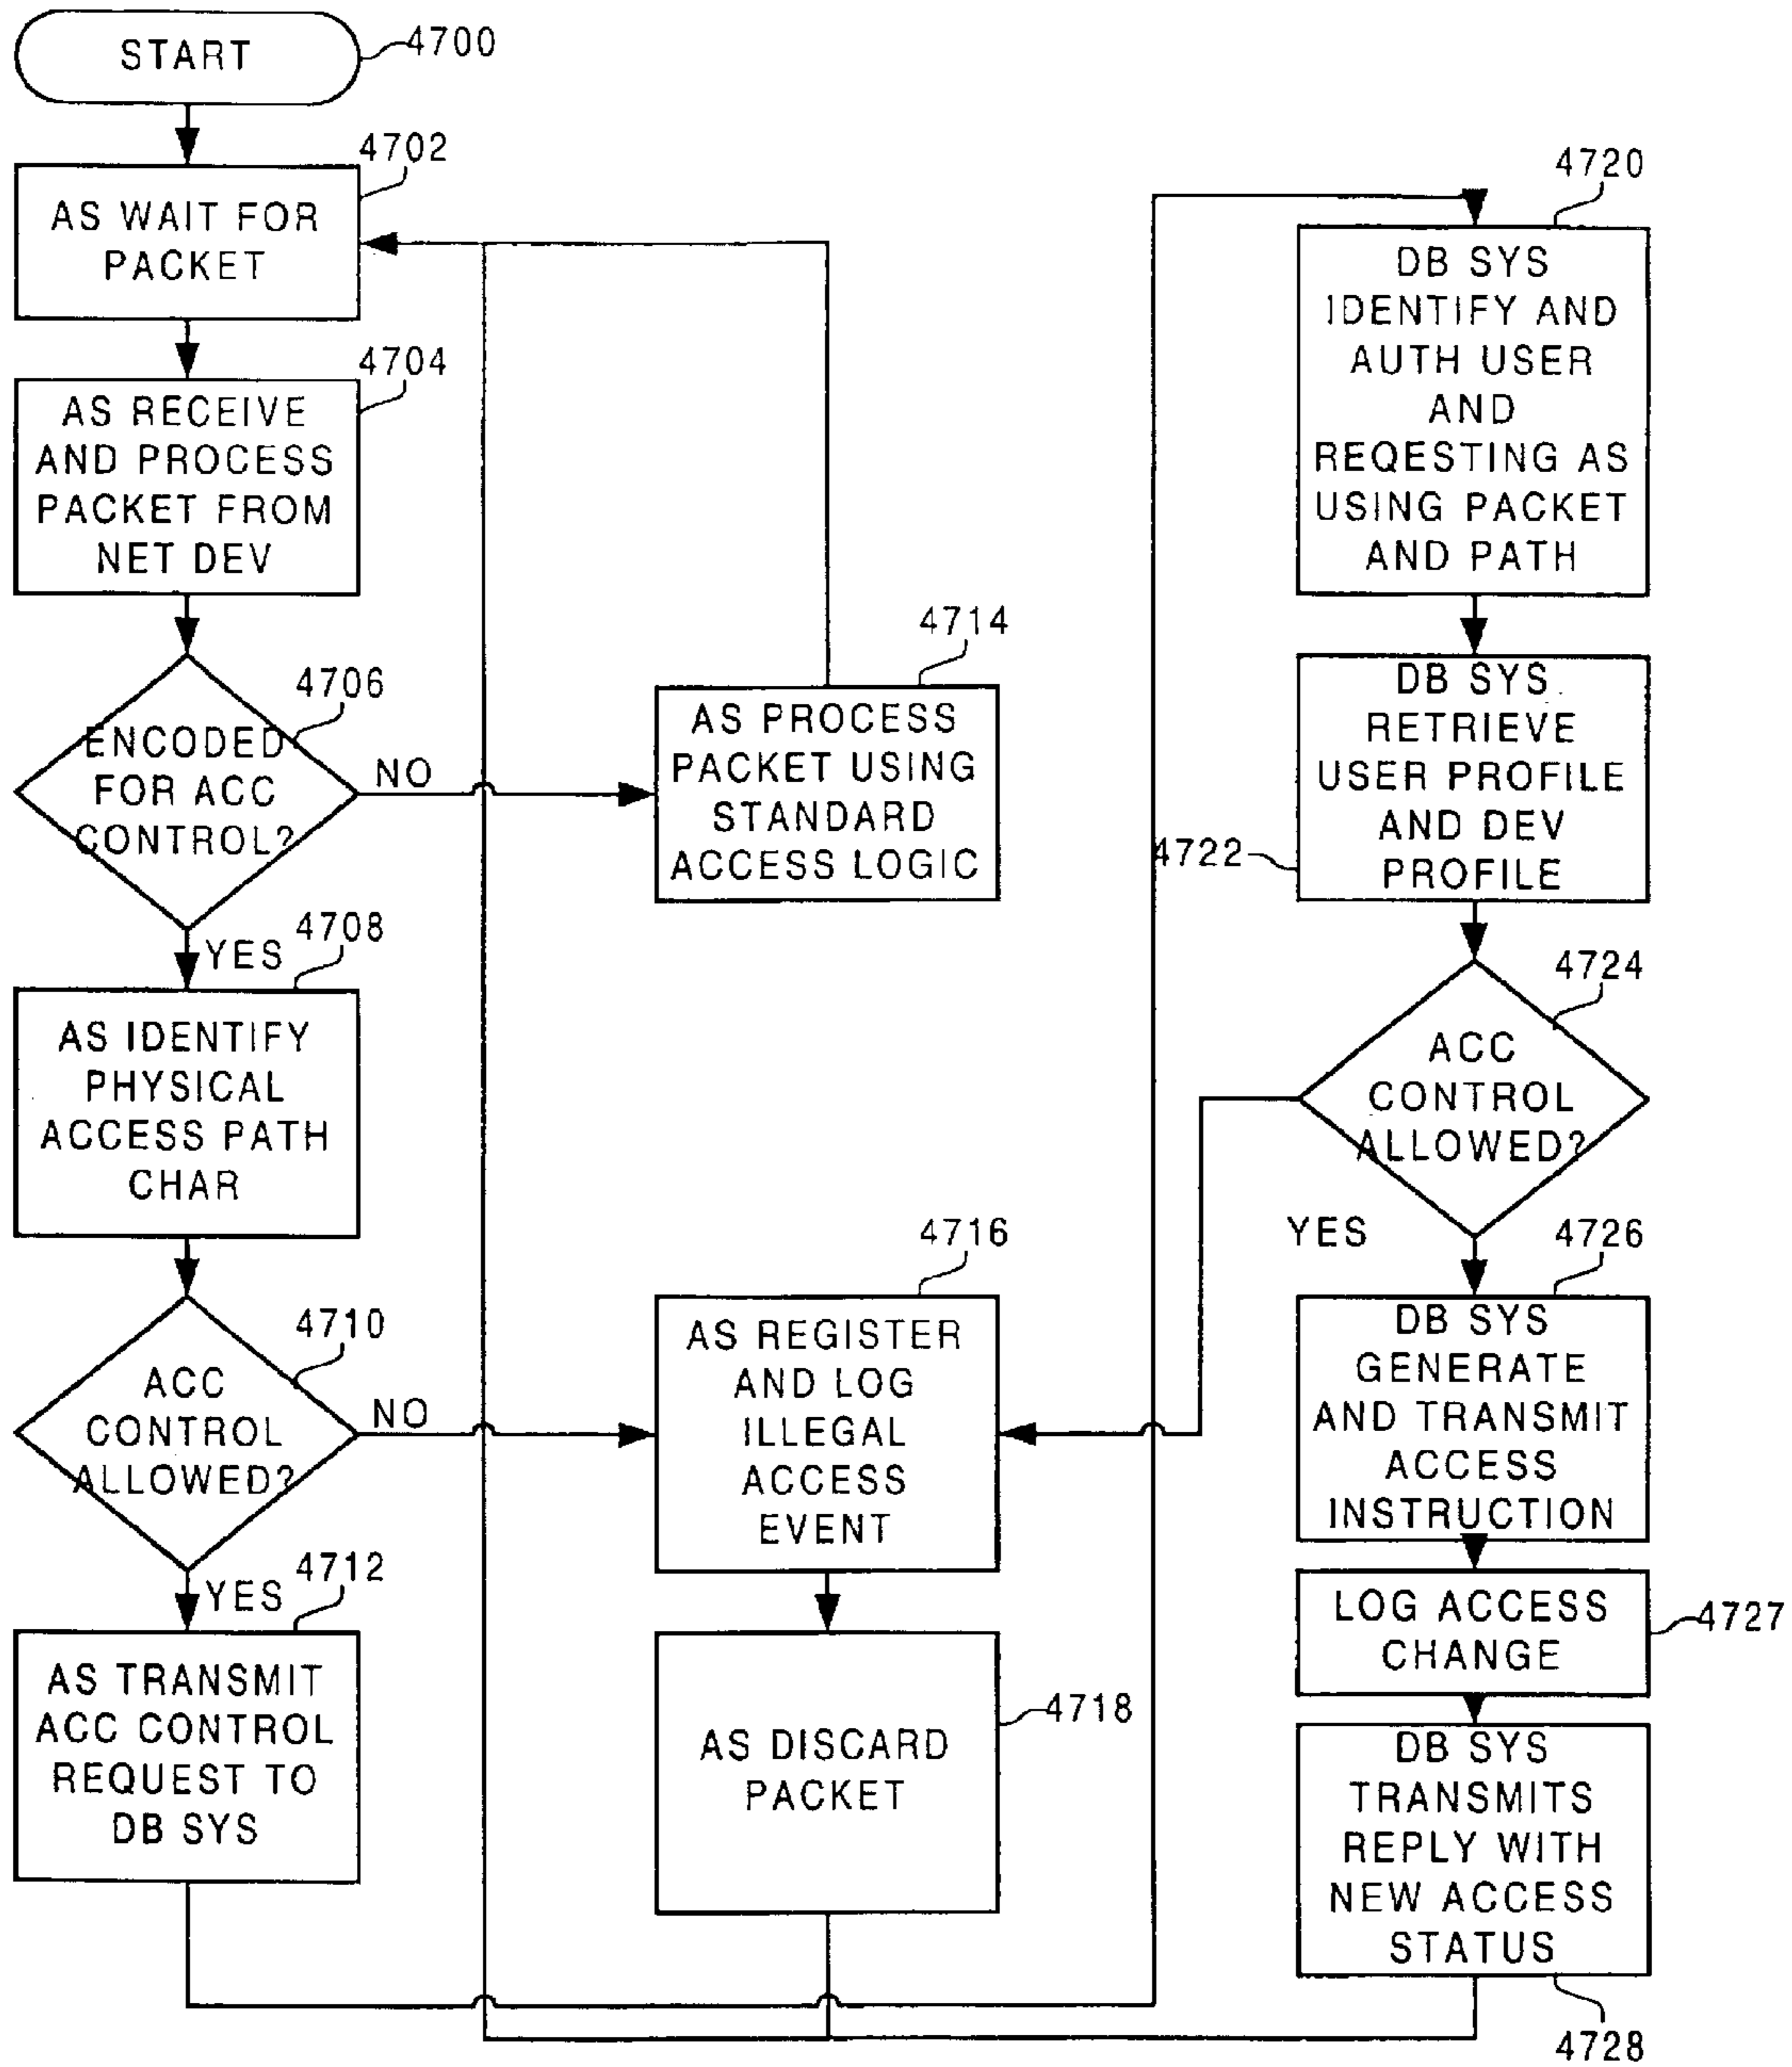 START
4700
4702
AS WAIT FOR
PACKET
4704
AS RECEIVE
AND PROCESS
PACKET FROM
NET DEV
4706
ENCODED
FOR ACC
CONTROL?
NO
YES
4708
AS IDENTIFY
PHYSICAL
ACCESS PATH
CHAR
4710
ACC
CONTROL
ALLOWED?
NO
YES
4712
AS TRANSMIT
ACC CONTROL
REQUEST TO
DB SYS
4714
AS PROCESS
PACKET USING
STANDARD
ACCESS LOGIC
4716
AS REGISTER
AND LOG
ILLEGAL
ACCESS
EVENT
4718
AS DISCARD
PACKET
4720
DB SYS
IDENTIFY AND
AUTH USER
AND
REQESTING AS
USING PACKET
AND PATH
4722
DB SYS
RETRIEVE
USER PROFILE
AND DEV
PROFILE
4724
ACC
CONTROL
ALLOWED?
YES
4726
DB SYS
GENERATE
AND TRANSMIT
ACCESS
INSTRUCTION
LOG ACCESS
CHANGE
4727
DB SYS
TRANSMITS
REPLY WITH
NEW ACCESS
STATUS
4728